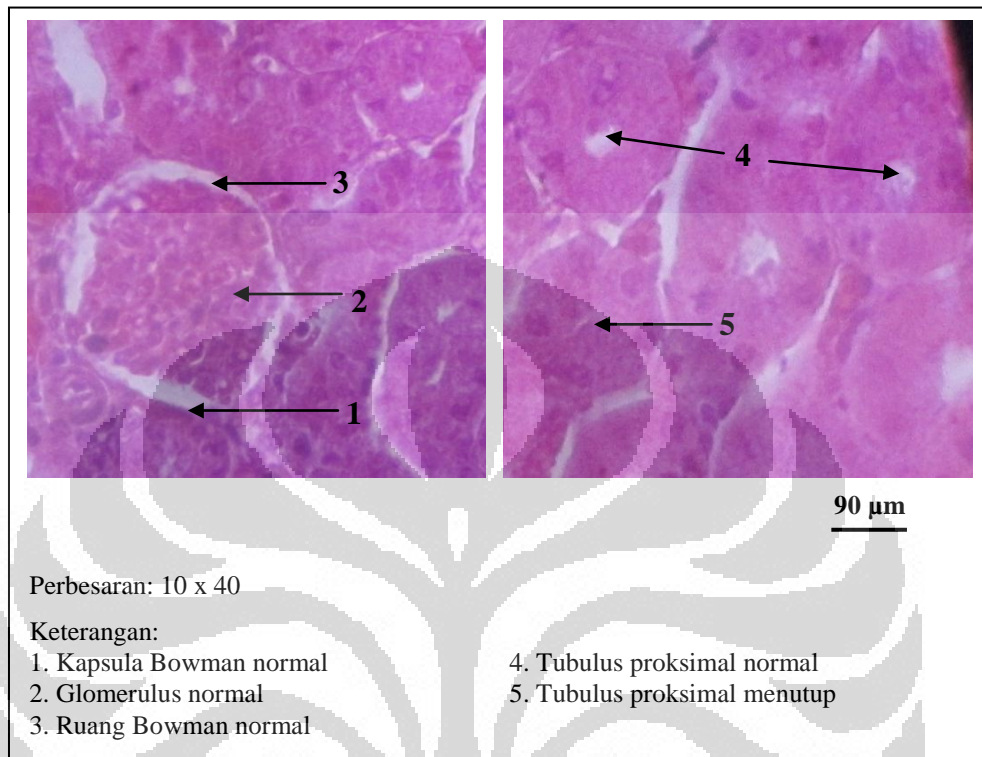 3
4
2
5
1
90 µm
Perbesaran: 10 x 40
Keterangan:
1. Kapsula Bowman normal
2. Glomerulus normal
3. Ruang Bowman normal
4. Tubulus proksimal normal
5. Tubulus proksimal menutup